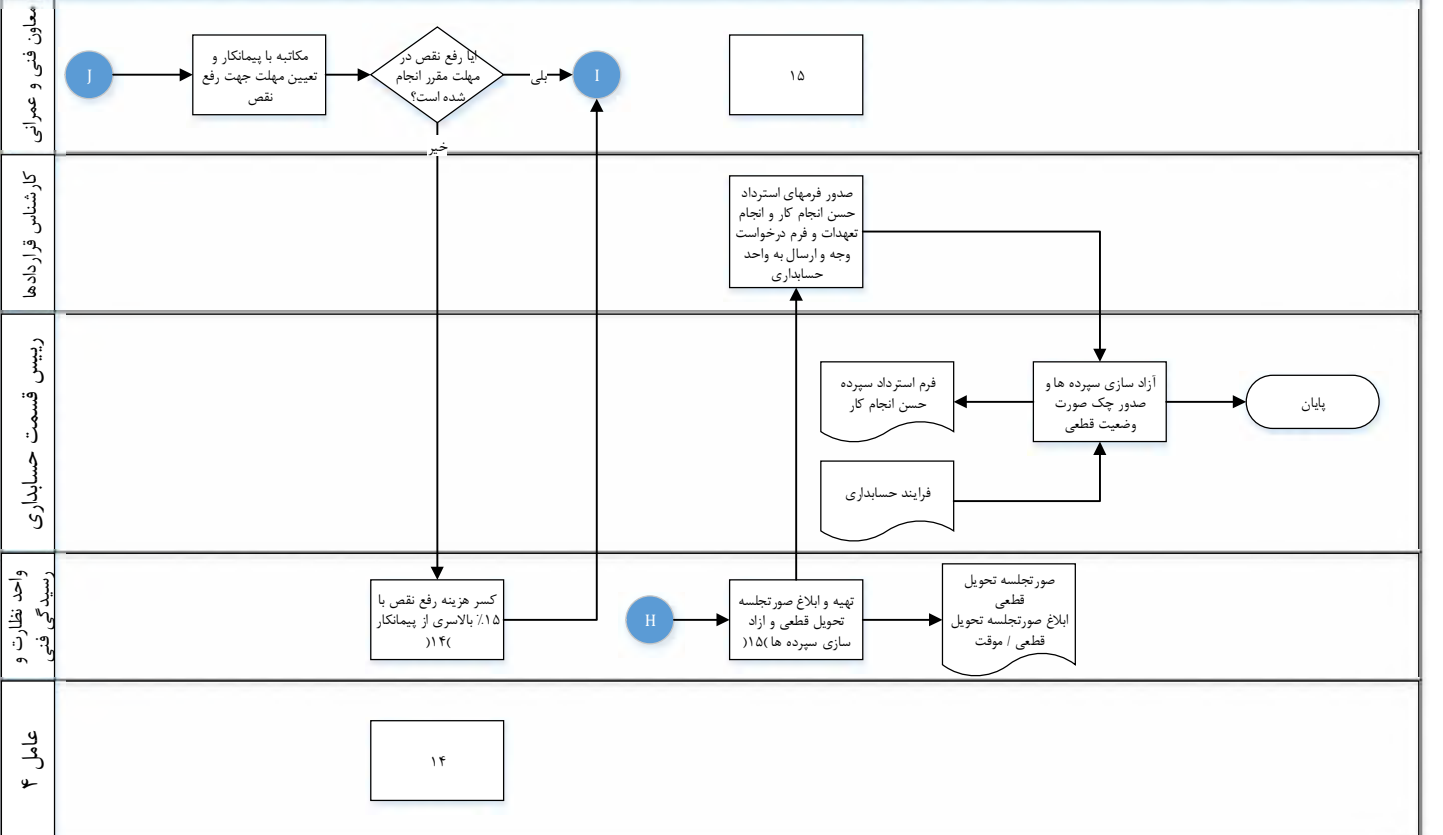 معاون فنی و عمرانی
J
مکاتبه با پیمانکار و
تعیین مهلت جهت رفع
نقص
ایا رفع نقص در
مهلت مقرر انجام
شده است؟
بلی
خیر
I
۱۵
کارشناس قراردادها
صدور فرمهای استرداد
حسن انجام کار و انجام
تعهدات و فرم درخواست
وجه و ارسال به واحد
حسابداری
رییس قسمت حسابداری
فرم استرداد سپرده
حسن انجام کار
آزاد سازی سپرده ها و
صدور چک صورت
وضعیت قطعی
پایان
فرایند حسابداری
واحد نظارت و
رسیدگی فنی
کسر هزینه رفع نقص با
۱۵٪ بالاسری از پیمانکار
)۱۴(
H
تهیه و ابلاغ صورتجلسه
تحویل قطعی و ازاد
سازی سپرده ها )۱۵(
صورتجلسه تحویل
قطعی
ابلاغ صورتجلسه تحویل
قطعی / موقت
عامل ۴
۱۴